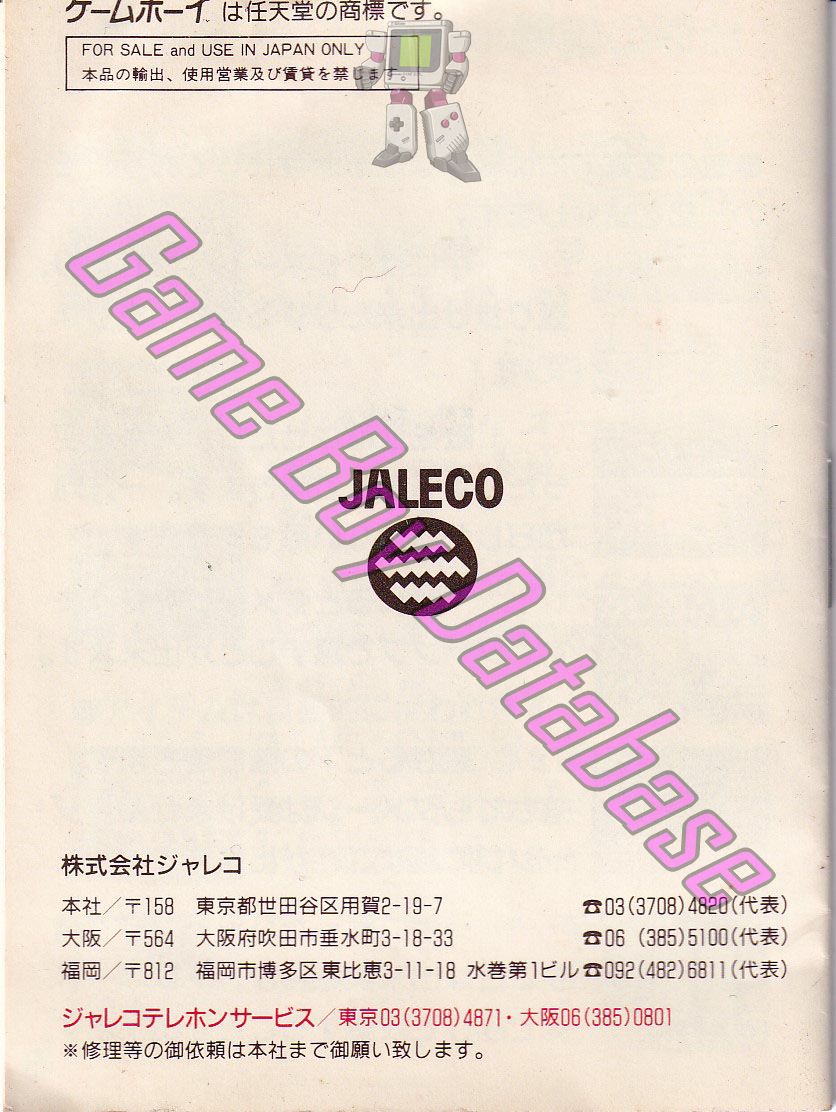 ゲームボーイ は任天堂の商標です。
FOR SALE and USE IN JAPAN ONLY
本品の輸出、使用営業及び賃貸を禁じます。
Game Boy Database
JALECO
株式会社ジャレコ
本社／〒158 東京都世田谷区用賀2-19-7 ☎03(3708)4820(代表)
大阪／〒564 大阪府吹田市垂水町3-18-33 ☎06 (385)5100(代表)
福岡／〒812 福岡市博多区東比恵3-11-18 水巻第1ビル ☎092(482)6811(代表)
ジャレコテレホンサービス／東京03(3708)4871・大阪06(385)0801
※修理等の御依頼は本社まで御願い致します。